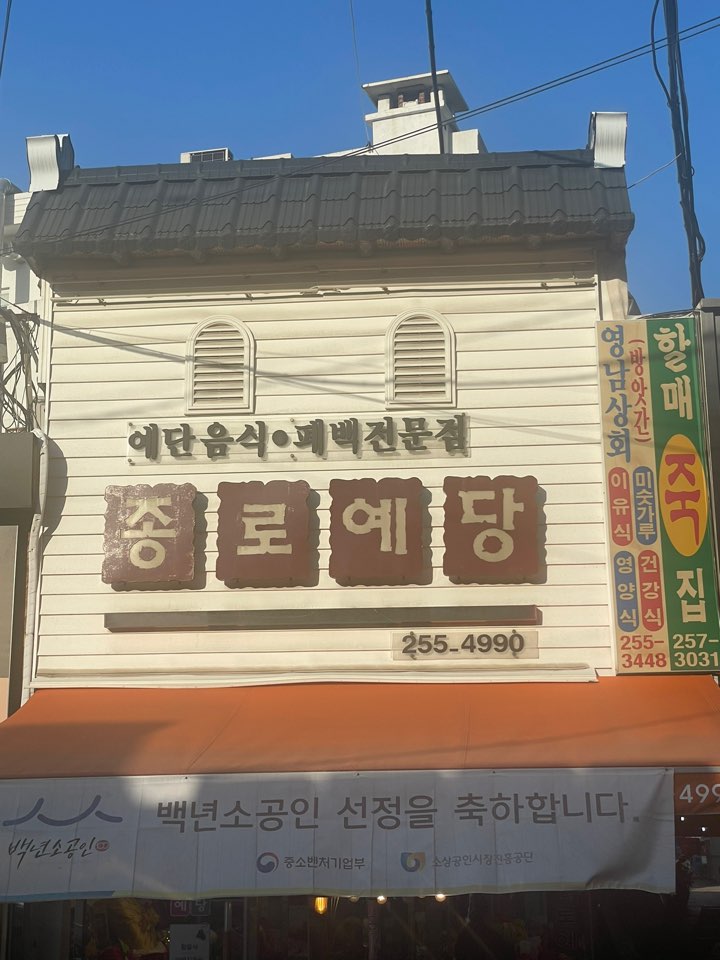 예단음식•폐백전문점
종로예당
255-4990
영남상회
(방앗간)
이유식
미숫가루
영양식
건강식
255-
3448
할매
죽
집
257-
3031
백년소공인 선정을 축하합니다.
백년소공인
중소벤처기업부
소상공인시장진흥공단
499
예당